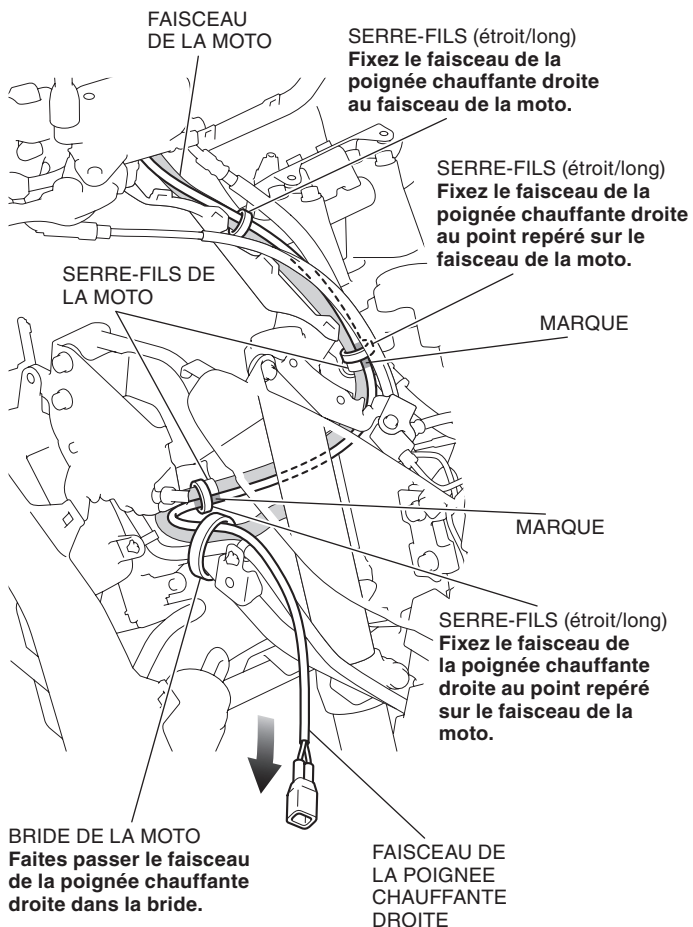 FAISCEAU
DE LA MOTO
SERRE-FILS (étroit/long)
Fixez le faisceau de la
poignée chauffante droite
au faisceau de la moto.
SERRE-FILS (étroit/long)
Fixez le faisceau de la
poignée chauffante droite
au point repéré sur le
faisceau de la moto.
SERRE-FILS DE
LA MOTO
MARQUE
MARQUE
SERRE-FILS (étroit/long)
Fixez le faisceau de
la poignée chauffante
droite au point repéré
sur le faisceau de la
moto.
BRIDE DE LA MOTO
Faites passer le faisceau
de la poignée chauffante
droite dans la bride.
FAISCEAU DE
LA POIGNEE
CHAUFFANTE
DROITE